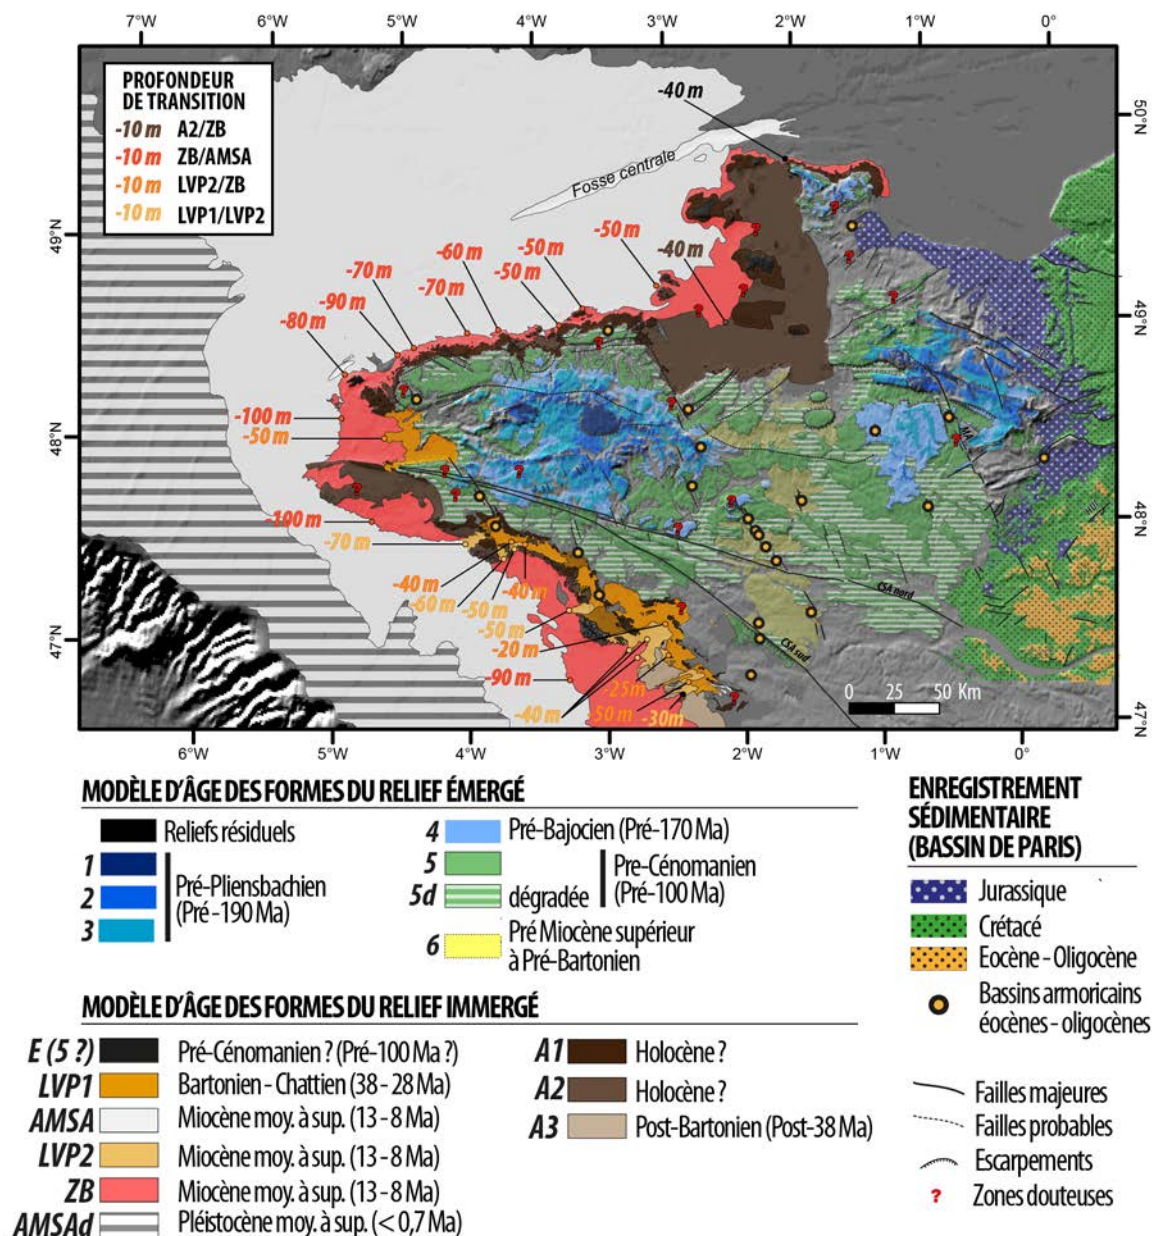 7°W 6°W 5°W 4°W 3°W 2°W 1°W 0°
PROFONDEUR
DE TRANSITION
-10 m A2/ZB
-10 m ZB/AMSA
-10 m LVP2/ZB
-10 m LVP1/LVP2
-40 m
50°N
Fosse centrale
49°N
-50 m
-40 m
-50 m
-60 m
-50 m
-70 m
-70 m
-90 m
-80 m
49°N
-100 m
-50 m
48°N
MA
-100 m
-70 m
48°N
-40 m
-40 m
-60 m
-50 m
CSA nord
-50 m
-20 m
CSA sud
47°N
-90 m
-25m
-40 m
50 m
-30m
0 25 50 Km
47°N
6°W 5°W 4°W 3°W 2°W 1°W 0°
MODÈLE D'ÂGE DES FORMES DU RELIEF ÉMERGÉ
Reliefs résiduels
1
2
3
Pré-Pliensbachien
(Pré-190 Ma)
4 Pré-Bajocien (Pré-170 Ma)
5
5d dégradée
Pre-Cénomanien
(Pré-100 Ma)
6 Pré Miocène supérieur
à Pré-Bartonien
ENREGISTREMENT
SÉDIMENTAIRE
(BASSIN DE PARIS)
Jurassique
Crétacé
Eocène - Oligocène
Bassins armoricains
éocènes - oligocènes
MODÈLE D'ÂGE DES FORMES DU RELIEF IMMERGÉ
E (5 ?) Pré-Cénomanien ? (Pré-100 Ma ?)
LVP1 Bartonien - Chattien (38 - 28 Ma)
AMSA Miocène moy. à sup. (13 - 8 Ma)
LVP2 Miocène moy. à sup. (13 - 8 Ma)
ZB Miocène moy. à sup. (13 - 8 Ma)
AMSAd Pléistocène moy. à sup. (< 0,7 Ma)
A1 Holocène ?
A2 Holocène ?
A3 Post-Bartonien (Post-38 Ma)
Failles majeures
Failles probables
Escarpements
? Zones douteuses